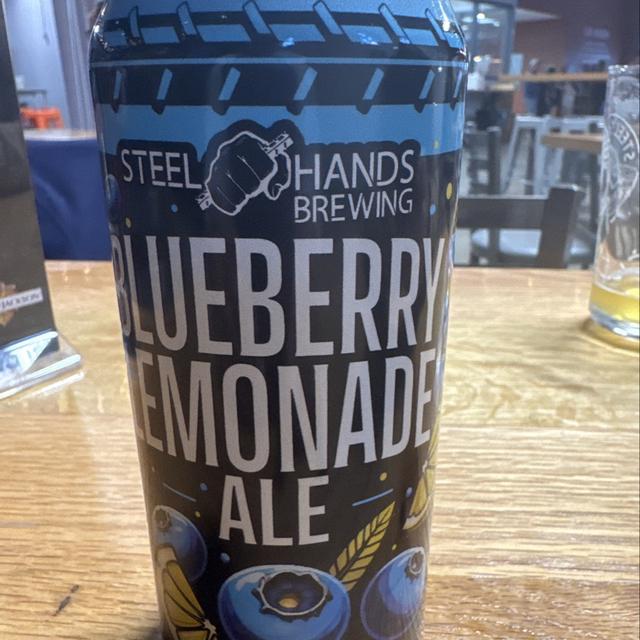 STEEL HANDS
BREWING
BLUEBERRY
LEMONADE
ALE